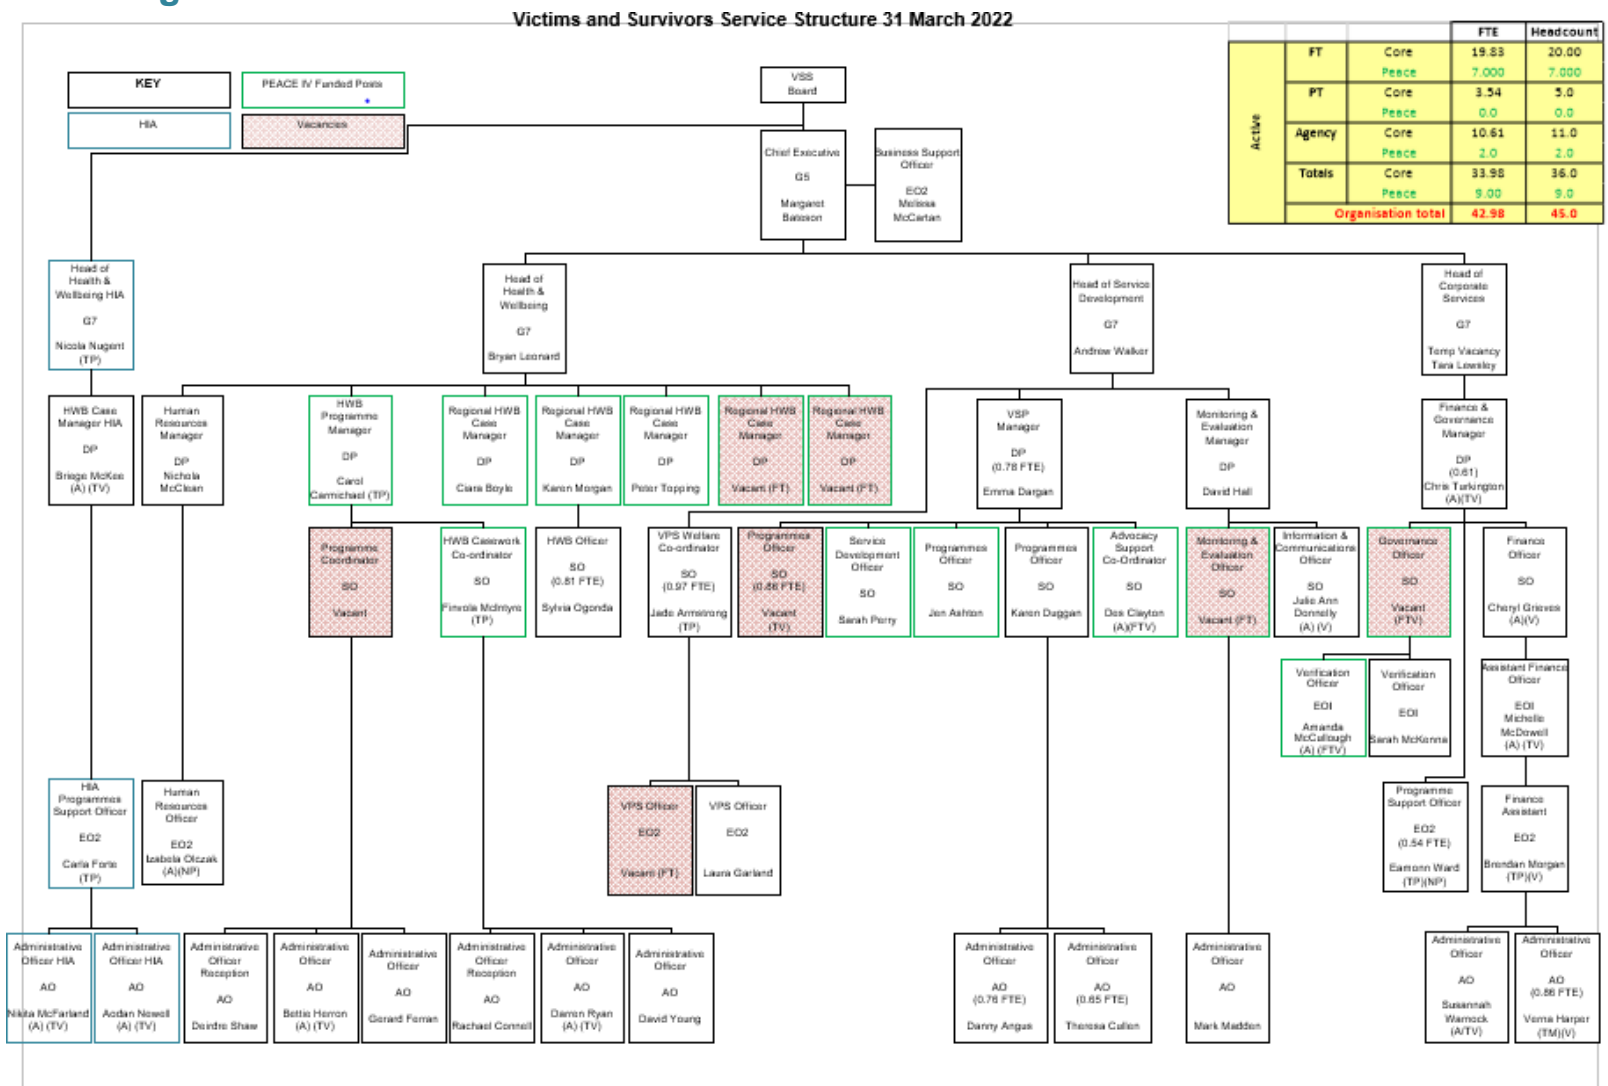 Victims and Survivors Service Structure 31 March 2022
FTE Headcount
Active
FT Core 19.83 20.00
Peace 7.000 7.000
PT Core 3.54 5.0
Peace 0.0 0.0
Agency Core 10.61 11.0
Peace 2.0 2.0
Totals Core 33.98 36.0
Peace 9.00 9.0
Organisation total 42.98 45.0
KEY
PEACE IV Funded Posts
HIA
Vacancies
VSS
Board
Chief Executive
G5
Margaret
Bateson
Business Support
Officer
EO2
Melissa
McCartan
Head of
Health &
Wellbeing HIA
G7
Nicola Nugent
(TP)
Head of
Health &
Wellbeing
G7
Bryan Leonard
Head of Service
Development
G7
Andrew Walker
Head of
Corporate
Services
G7
Temp Vacancy
Tara Lewsley
HWB Case
Manager HIA
DP
Briege McKee
(A) (TV)
Human
Resources
Manager
DP
Nichola
McClean
HWB
Programme
Manager
DP
Carol
Carmichael (TP)
Regional HWB
Case
Manager
DP
Ciara Boyle
Regional HWB
Case
Manager
DP
Karen Morgan
Regional HWB
Case
Manager
DP
Peter Topping
Regional HWB
Case
Manager
DP
Vacant (FT)
Regional HWB
Case
Manager
DP
Vacant (FT)
VSP
Manager
DP
(0.78 FTE)
Emma Dargan
Monitoring &
Evaluation
Manager
DP
David Hall
Finance &
Governance
Manager
DP
(0.61)
Chris Turkington
(A)(TV)
Programme
Coordinator
SO
Vacant
HWB Casework
Co-ordinator
SO
Finvola McIntyre
(TP)
HWB Officer
SO
(0.81 FTE)
Sylvia Ogonda
VPS Welfare
Co-ordinator
SO
(0.97 FTE)
Jade Armstrong
(TP)
Programmes
Officer
SO
(0.86 FTE)
Vacant
(TV)
Service
Development
Officer
SO
Sarah Perry
Programmes
Officer
SO
Jen Ashton
Programmes
Officer
SO
Karen Duggan
Advocacy
Support
Co-Ordinator
SO
Des Clayton
(A)(FTV)
Monitoring &
Evaluation
Officer
SO
Vacant (FT)
Information &
Communications
Officer
SO
Julie Ann
Donnelly
(A) (V)
Governance
Officer
SO
Vacant
(FTV)
Finance
Officer
SO
Cheryl Grieves
(A)(V)
Verification
Officer
EOI
Amanda
McCullough
(A) (FTV)
Verification
Officer
EOI
Sarah McKenna
Assistant Finance
Officer
EOI
Michelle
McDowell
(A) (TV)
HIA
Programmes
Support Officer
EO2
Carla Forte
(TP)
Human
Resources
Officer
EO2
Izabela Olczak
(A)(NP)
VPS Officer
EO2
Vacant (FT)
VPS Officer
EO2
Laura Garland
Programme
Support Officer
EO2
(0.54 FTE)
Eamonn Ward
(TP)(NP)
Finance
Assistant
EO2
Brendan Morgan
(TP)(V)
Administrative
Officer HIA
AO
Nikita McFarland
(A) (TV)
Administrative
Officer HIA
AO
Aodan Newell
(A) (TV)
Administrative
Officer
Reception
AO
Deirdre Shaw
Administrative
Officer
AO
Bettie Herron
(A) (TV)
Administrative
Officer
AO
Gerard Ferran
Administrative
Officer
Reception
AO
Rachael Connell
Administrative
Officer
AO
Darren Ryan
(A) (TV)
Administrative
Officer
AO
David Young
Administrative
Officer
AO
(0.76 FTE)
Danny Angus
Administrative
Officer
AO
(0.65 FTE)
Theresa Cullen
Administrative
Officer
AO
Mark Madden
Administrative
Officer
AO
Susannah
Warnock
(A/TV)
Administrative
Officer
AO
(0.86 FTE)
Verna Harper
(TM)(V)